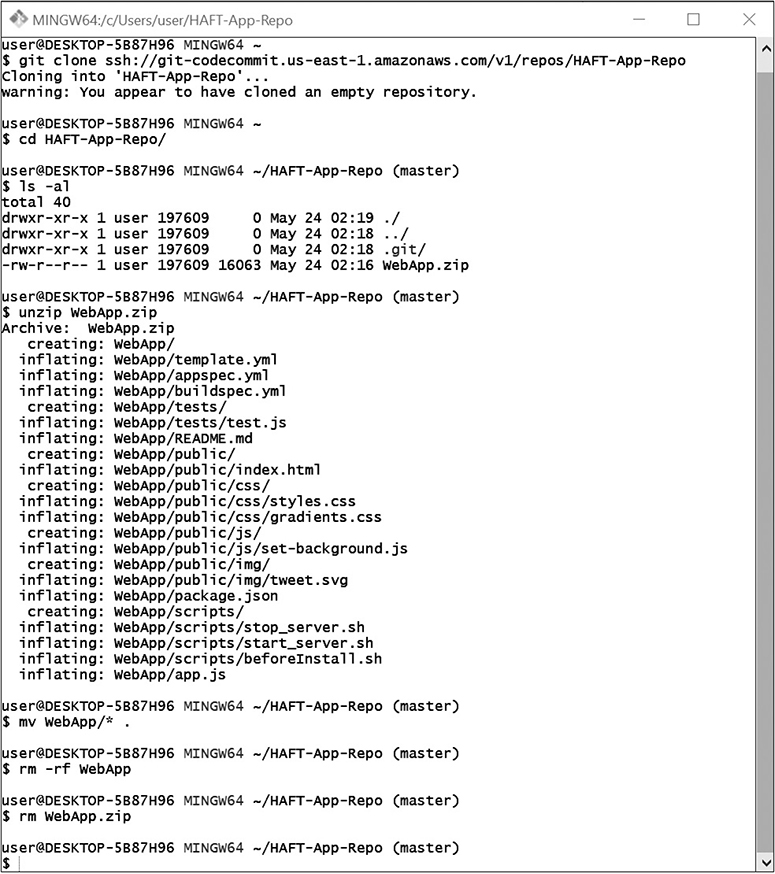 MINGW64:/c/Users/user/HAFT-App-Repo
user@DESKTOP-5B87H96 MINGW64 ~
$ git clone ssh://git-codecommit.us-east-1.amazonaws.com/v1/repos/HAFT-App-Repo
Cloning into 'HAFT-App-Repo'...
warning: You appear to have cloned an empty repository.
user@DESKTOP-5B87H96 MINGW64 ~
$ cd HAFT-App-Repo/
user@DESKTOP-5B87H96 MINGW64 ~/HAFT-App-Repo (master)
$ ls -al
total 40
drwxr-xr-x 1 user 197609     0 May 24 02:19 ./
drwxr-xr-x 1 user 197609     0 May 24 02:18 ../
drwxr-xr-x 1 user 197609     0 May 24 02:18 .git/
-rw-r--r-- 1 user 197609 16063 May 24 02:16 WebApp.zip
user@DESKTOP-5B87H96 MINGW64 ~/HAFT-App-Repo (master)
$ unzip WebApp.zip
Archive:  WebApp.zip
   creating: WebApp/
  inflating: WebApp/template.yml
  inflating: WebApp/appspec.yml
  inflating: WebApp/buildspec.yml
   creating: WebApp/tests/
  inflating: WebApp/tests/test.js
  inflating: WebApp/README.md
   creating: WebApp/public/
  inflating: WebApp/public/index.html
   creating: WebApp/public/css/
  inflating: WebApp/public/css/styles.css
  inflating: WebApp/public/css/gradients.css
   creating: WebApp/public/js/
  inflating: WebApp/public/js/set-background.js
   creating: WebApp/public/img/
  inflating: WebApp/public/img/tweet.svg
  inflating: WebApp/package.json
   creating: WebApp/scripts/
  inflating: WebApp/scripts/stop_server.sh
  inflating: WebApp/scripts/start_server.sh
  inflating: WebApp/scripts/beforeInstall.sh
  inflating: WebApp/app.js
user@DESKTOP-5B87H96 MINGW64 ~/HAFT-App-Repo (master)
$ mv WebApp/* .
user@DESKTOP-5B87H96 MINGW64 ~/HAFT-App-Repo (master)
$ rm -rf WebApp
user@DESKTOP-5B87H96 MINGW64 ~/HAFT-App-Repo (master)
$ rm WebApp.zip
user@DESKTOP-5B87H96 MINGW64 ~/HAFT-App-Repo (master)
$